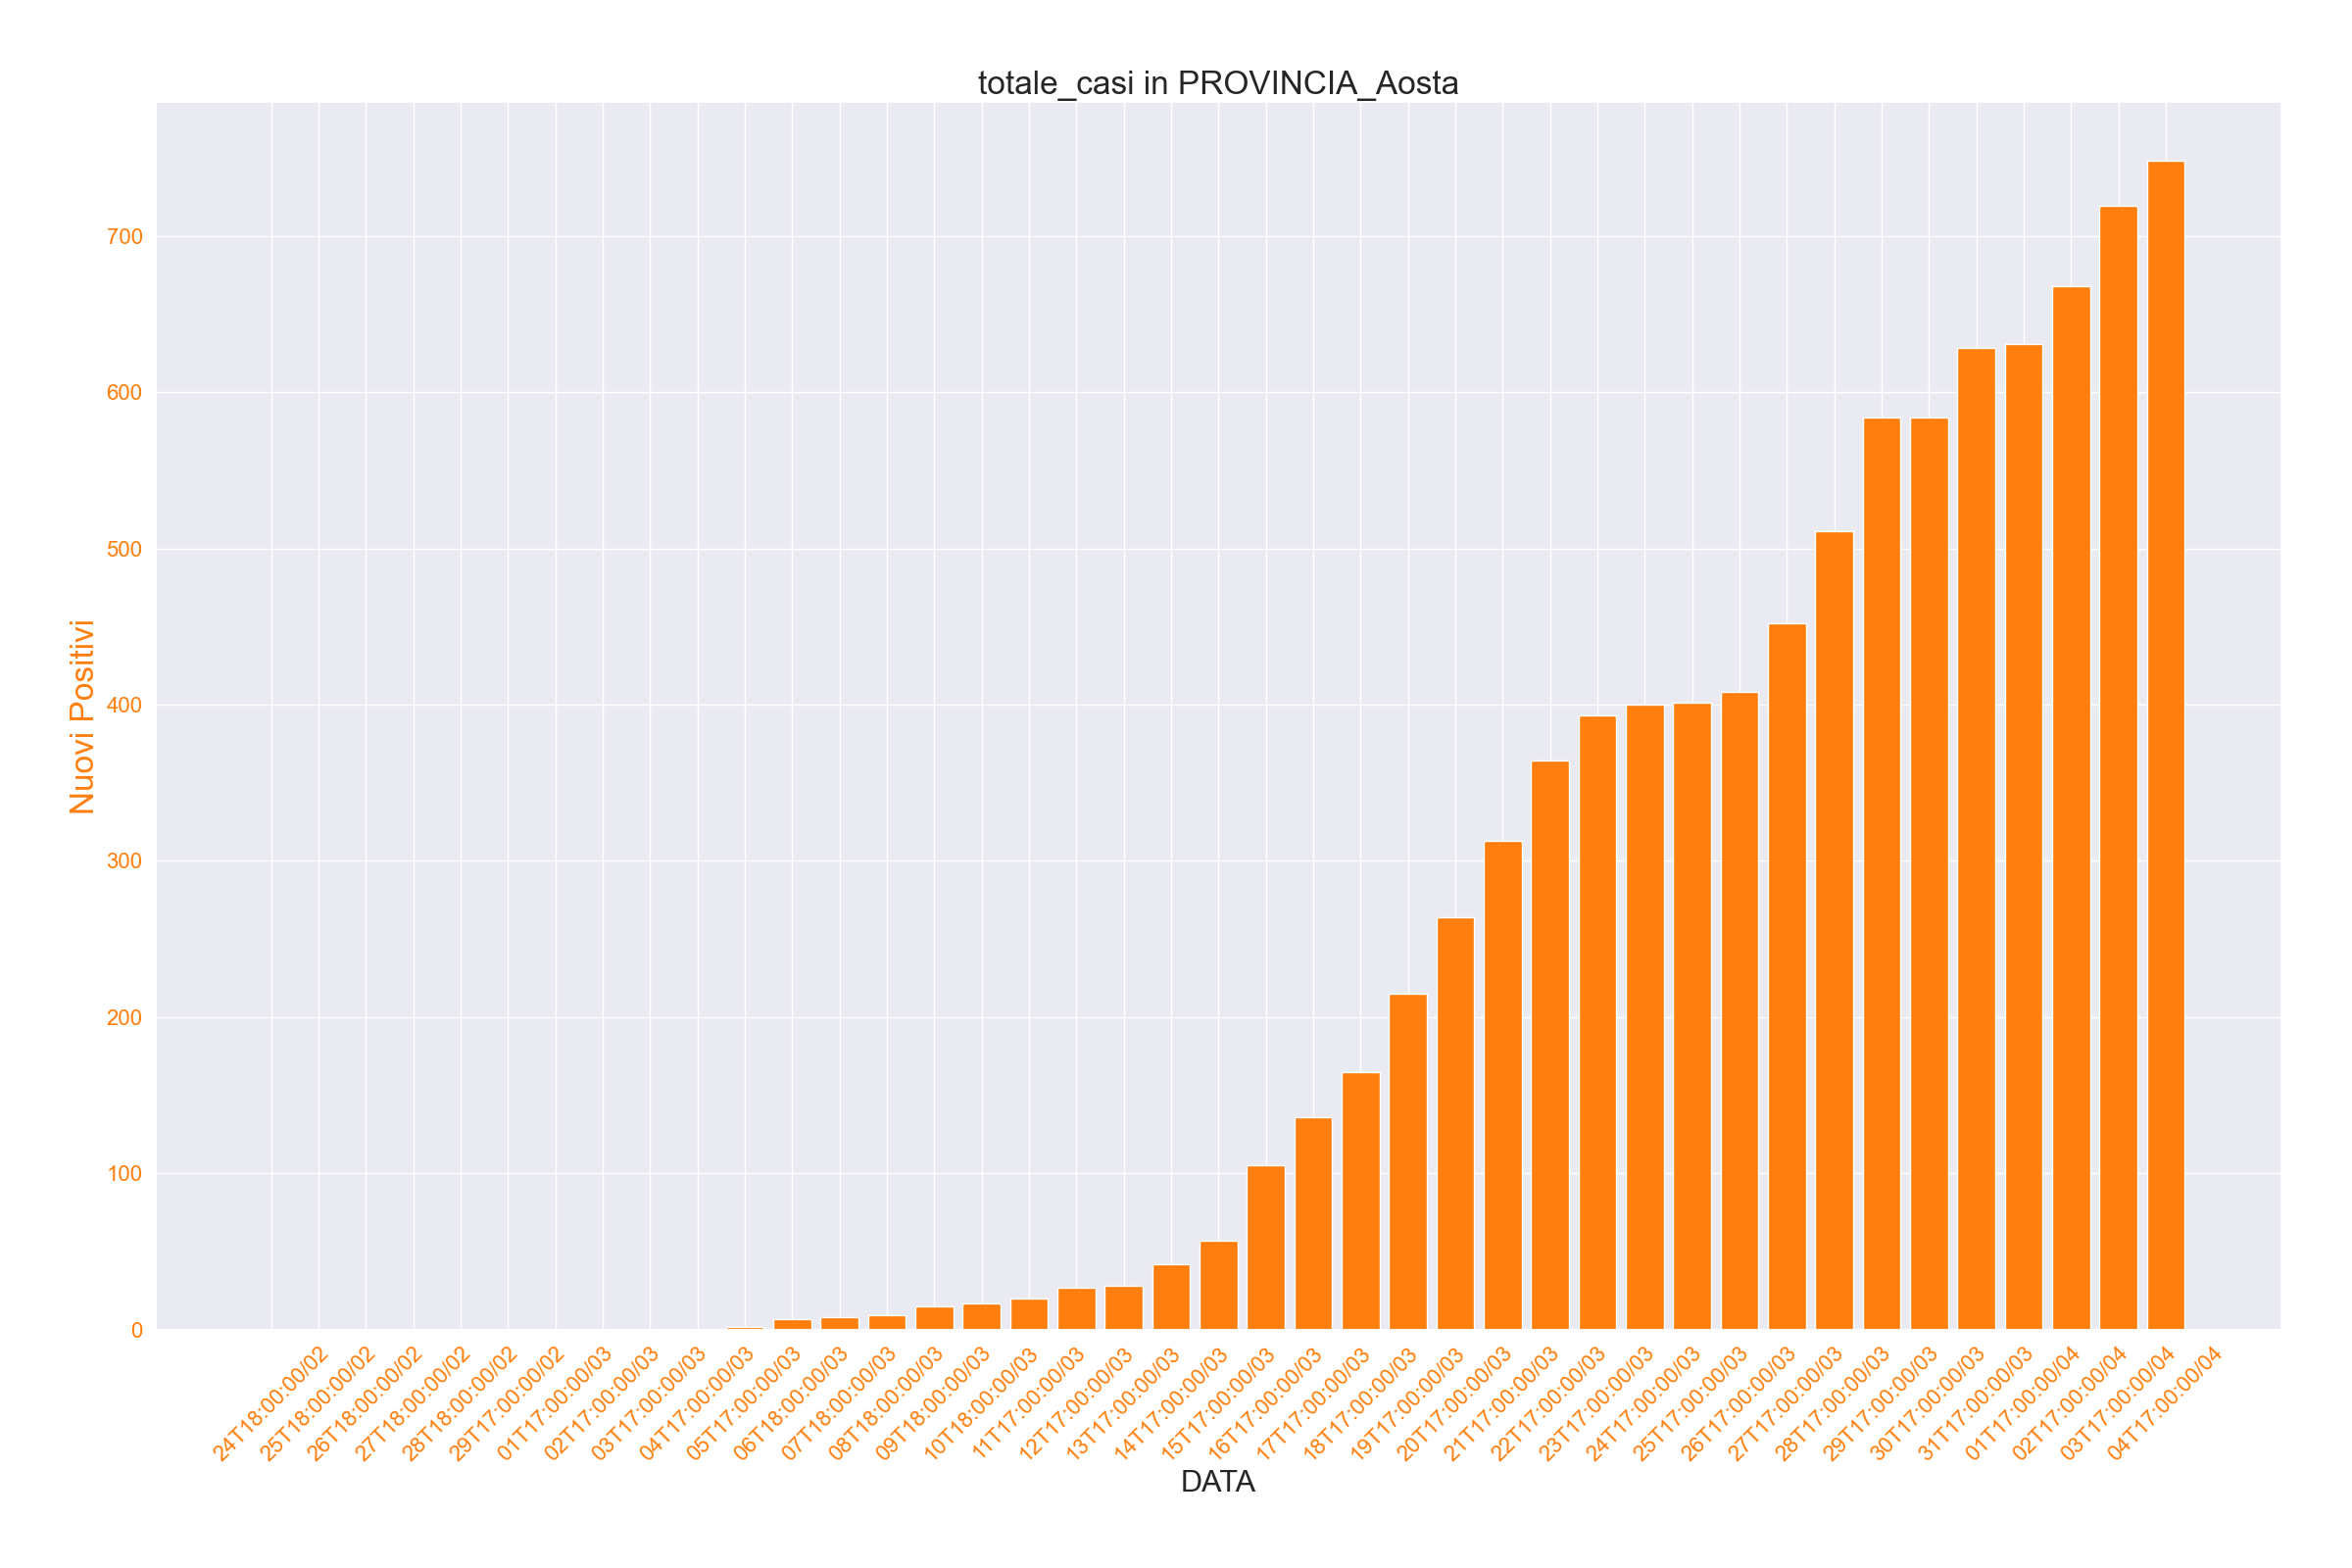 totale_casi in PROVINCIA_Aosta
Nuovi Positivi
700
600
500
400
300
200
100
0
24T18:00:00/02
25T18:00:00/02
26T18:00:00/02
27T18:00:00/02
28T18:00:00/02
29T17:00:00/02
01T17:00:00/03
02T17:00:00/03
03T17:00:00/03
04T17:00:00/03
05T17:00:00/03
06T18:00:00/03
07T18:00:00/03
08T18:00:00/03
09T18:00:00/03
10T18:00:00/03
11T17:00:00/03
12T17:00:00/03
13T17:00:00/03
14T17:00:00/03
15T17:00:00/03
16T17:00:00/03
17T17:00:00/03
18T17:00:00/03
19T17:00:00/03
20T17:00:00/03
21T17:00:00/03
22T17:00:00/03
23T17:00:00/03
24T17:00:00/03
25T17:00:00/03
26T17:00:00/03
27T17:00:00/03
28T17:00:00/03
29T17:00:00/03
30T17:00:00/03
31T17:00:00/03
01T17:00:00/04
02T17:00:00/04
03T17:00:00/04
04T17:00:00/04
DATA